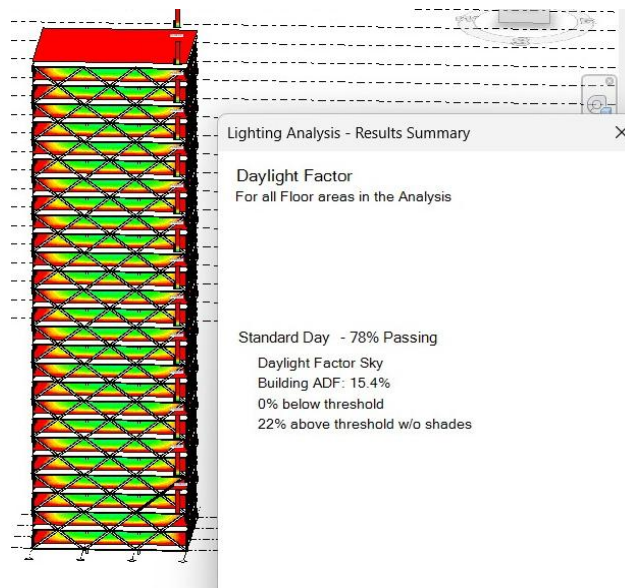 Lighting Analysis - Results Summary
Daylight Factor
For all Floor areas in the Analysis
Standard Day - 78% Passing
Daylight Factor Sky
Building ADF: 15.4%
0% below threshold
22% above threshold w/o shades